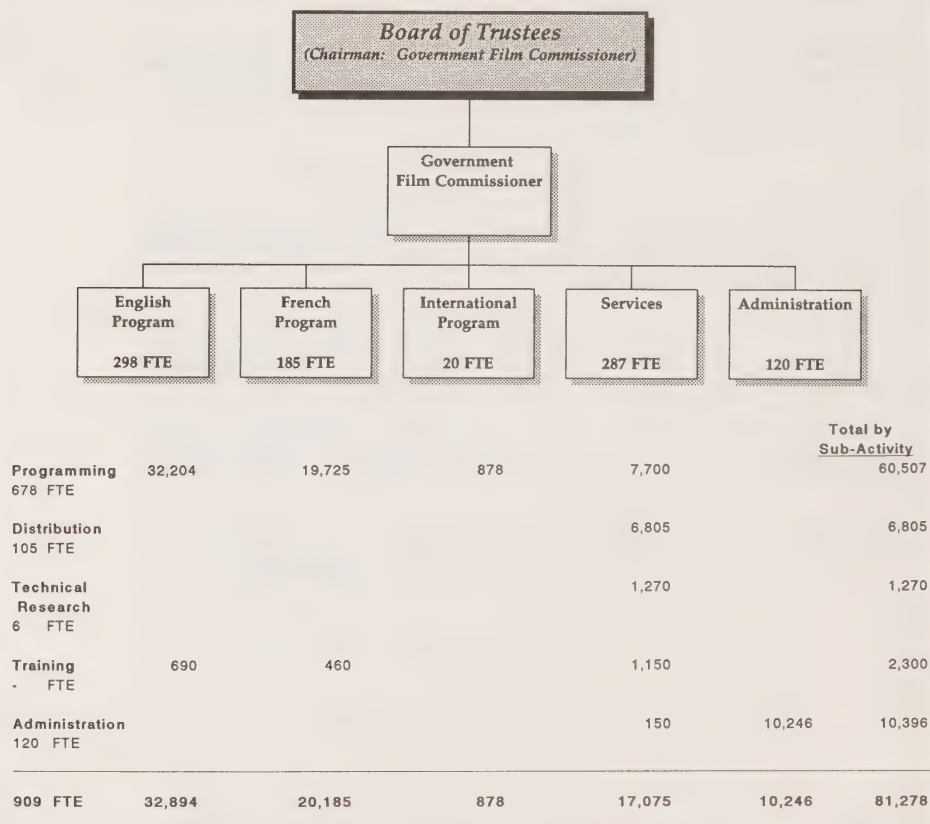 Board of Trustees
(Chairman: Government Film Commissioner)
Government
Film Commissioner
English
Program
298 FTE
French
Program
185 FTE
International
Program
20 FTE
Services
287 FTE
Administration
120 FTE
Total by
Sub-Activity
Programming 32,204 19,725 878 7,700 60,507
678 FTE
Distribution 6,805 6,805
105 FTE
Technical 1,270 1,270
Research
6 FTE
Training 690 460 1,150 2,300
- FTE
Administration 150 10,246 10,396
120 FTE
909 FTE 32,894 20,185 878 17,075 10,246 81,278